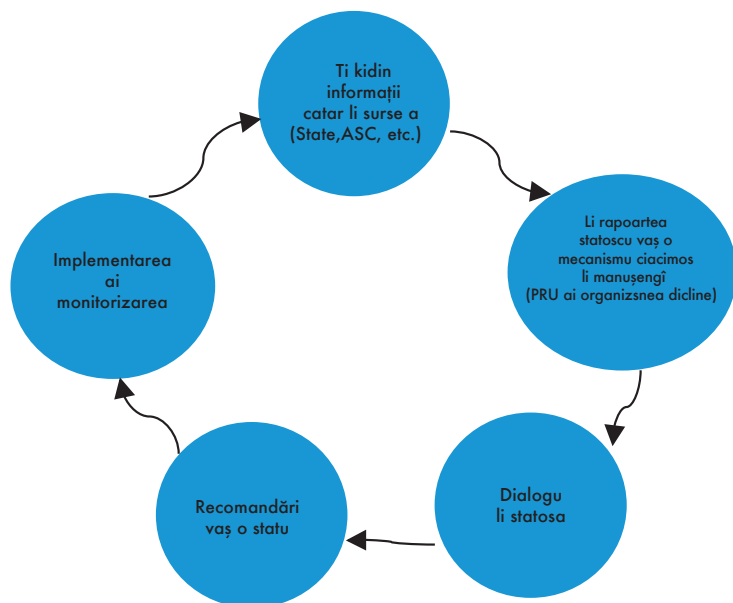 Ti kidin
informații
catar li surse a
(State,ASC, etc.)
Li rapoartea
statoscu vaș o
mecanismu ciacimos
li manușengî
(PRU ai organizsnea dicline)
Dialogu
li statosa
Recomandări
vaș o statu
Implementarea
ai
monitorizarea